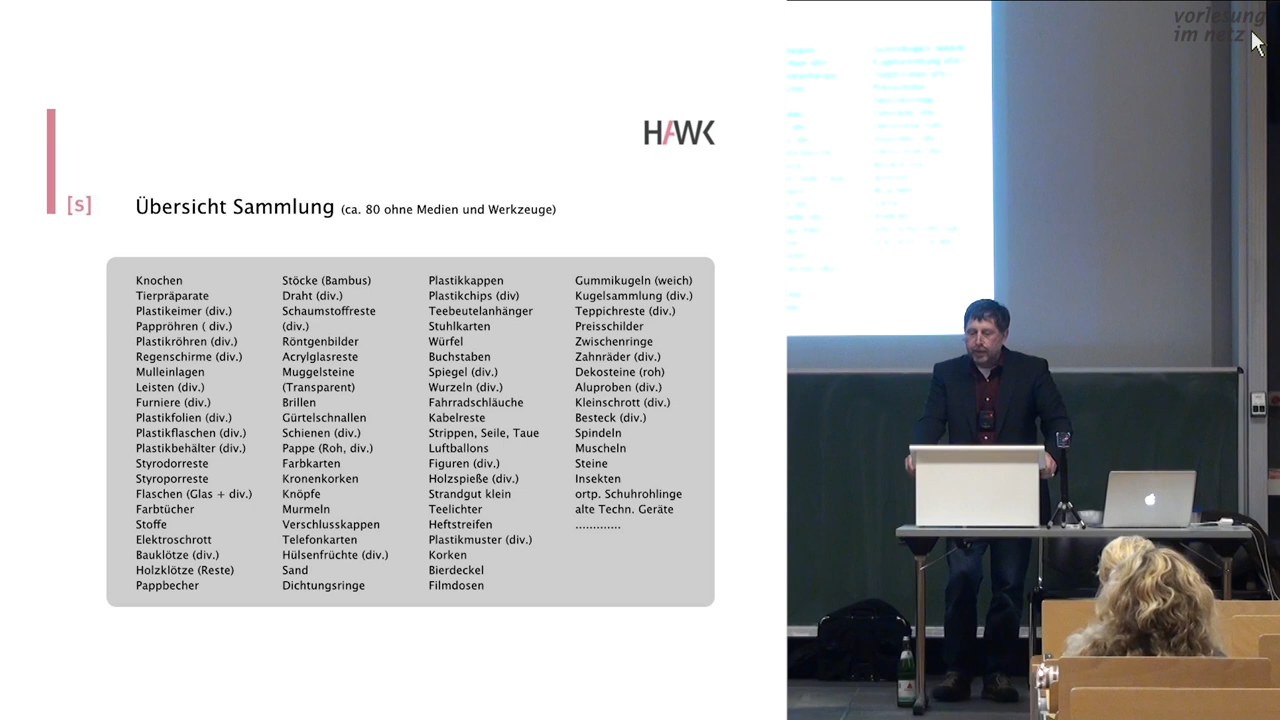 vorlesung
im netz
HAWK
[s]
Übersicht Sammlung (ca. 80 ohne Medien und Werkzeuge)
Knochen
Tierpräparate
Plastikeimer (div.)
Pappröhren ( div.)
Plastikröhren (div.)
Regenschirme (div.)
Mulleinlagen
Leisten (div.)
Furniere (div.)
Plastikfolien (div.)
Plastikflaschen (div.)
Plastikbehälter (div.)
Styrodorreste
Styroporreste
Flaschen (Glas + div.)
Farbtücher
Stoffe
Elektroschrott
Bauklötze (div.)
Holzklötze (Reste)
Pappbecher
Stöcke (Bambus)
Draht (div.)
Schaumstoffreste
(div.)
Röntgenbilder
Acrylglasreste
Muggelsteine
(Transparent)
Brillen
Gürtelschnallen
Schienen (div.)
Pappe (Roh, div.)
Farbkarten
Kronenkorken
Knöpfe
Murmeln
Verschlusskappen
Telefonkarten
Hülsenfrüchte (div.)
Sand
Dichtungsringe
Plastikkappen
Plastikchips (div)
Teebeutelanhänger
Stuhlkarten
Würfel
Buchstaben
Spiegel (div.)
Wurzeln (div.)
Fahrradschläuche
Kabelreste
Strippen, Seile, Taue
Luftballons
Figuren (div.)
Holzspieße (div.)
Strandgut klein
Teelichter
Heftstreifen
Plastikmuster (div.)
Korken
Bierdeckel
Filmdosen
Gummikugeln (weich)
Kugelsammlung (div.)
Teppichreste (div.)
Preisschilder
Zwischenringe
Zahnräder (div.)
Dekosteine (roh)
Aluproben (div.)
Kleinschrott (div.)
Besteck (div.)
Spindeln
Muscheln
Steine
Insekten
ortp. Schuhrohlinge
alte Techn. Geräte
.............